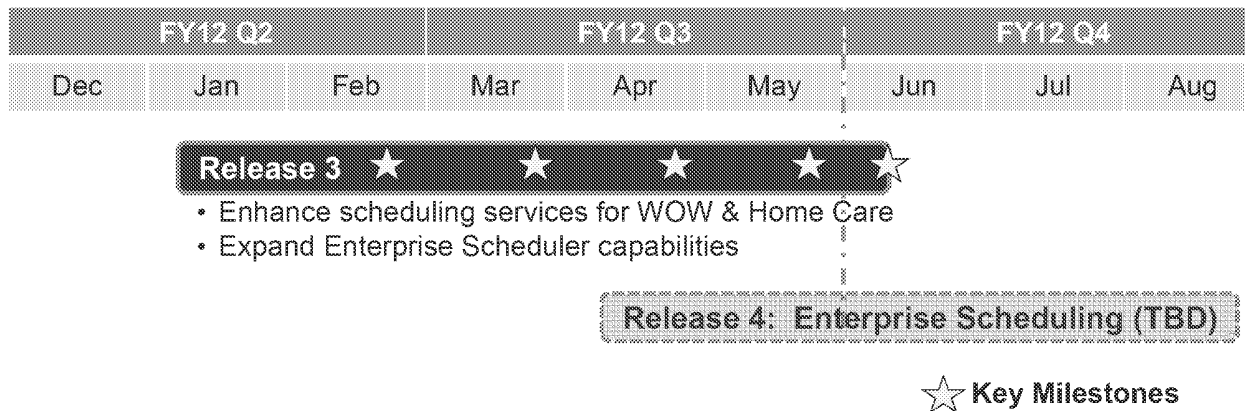 FY12 Q2 FY12 Q3 FY12 Q4
Dec Jan Feb Mar Apr May Jun Jul Aug
Release 3
• Enhance scheduling services for WOW & Home Care
• Expand Enterprise Scheduler capabilities
Release 4: Enterprise Scheduling (TBD)
Key Milestones